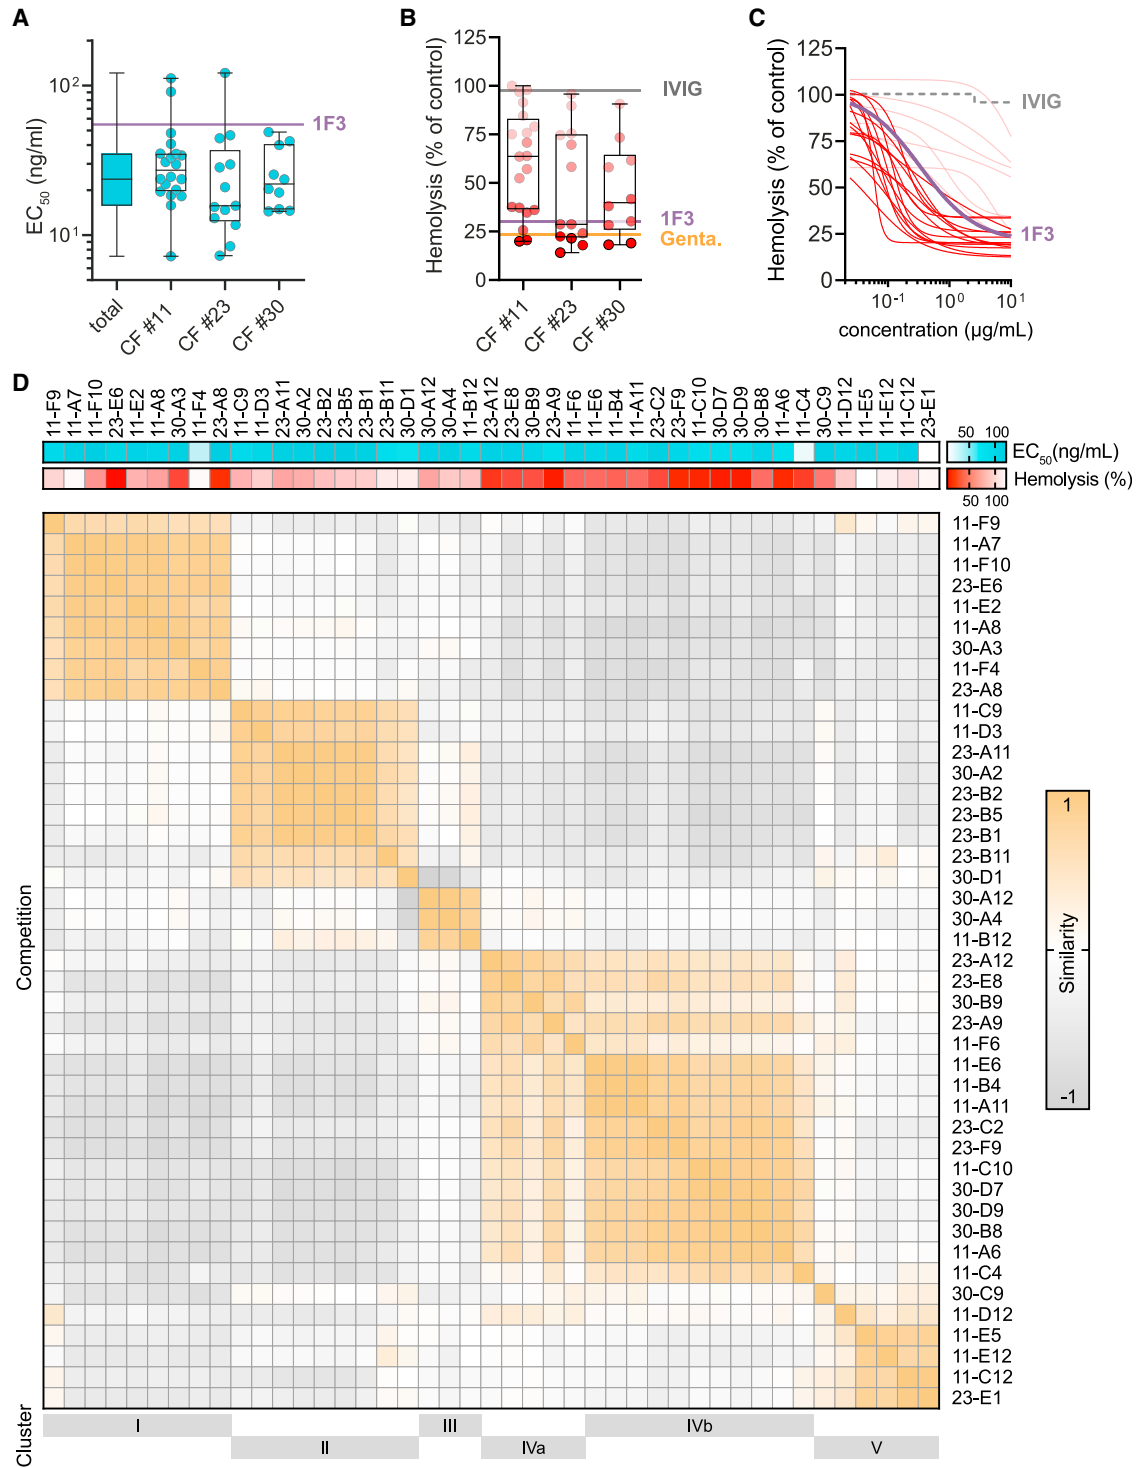 A
EC50 (ng/ml)
10²
10¹
1F3
total
CF #11
CF #23
CF #30
B
Hemolysis (% of control)
125
100
75
50
25
0
IVIG
1F3
Genta.
CF #11
CF #23
CF #30
C
Hemolysis (% of control)
125
100
75
50
25
0
IVIG
1F3
10⁻¹
10⁰
10¹
concentration (µg/mL)
D
11-F9
11-A7
11-F10
23-E6
11-E2
11-A8
30-A3
11-F4
23-A8
11-C9
11-D3
23-A11
30-A2
23-B2
23-B5
23-B1
23-B11
30-D1
30-A12
30-A4
11-B12
23-A12
23-E8
30-B9
23-A9
11-F6
11-E6
11-B4
11-A11
23-C2
23-F9
11-C10
30-D7
30-D9
30-B8
11-A6
11-C4
30-C9
11-D12
11-E5
11-E12
11-C12
23-E1
50 100
EC50(ng/mL)
Hemolysis (%)
50 100
11-F9
11-A7
11-F10
23-E6
11-E2
11-A8
30-A3
11-F4
23-A8
11-C9
11-D3
23-A11
30-A2
23-B2
23-B5
23-B1
23-B11
30-D1
30-A12
30-A4
11-B12
23-A12
23-E8
30-B9
23-A9
11-F6
11-E6
11-B4
11-A11
23-C2
23-F9
11-C10
30-D7
30-D9
30-B8
11-A6
11-C4
30-C9
11-D12
11-E5
11-E12
11-C12
23-E1
Competition
1
Similarity
-1
Cluster
I
II
III
IVa
IVb
V